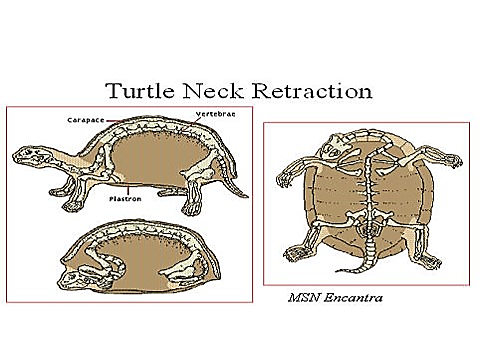 Turtle Neck Retraction
Carapace
Vertebrae
Plastron
MSN Encantra